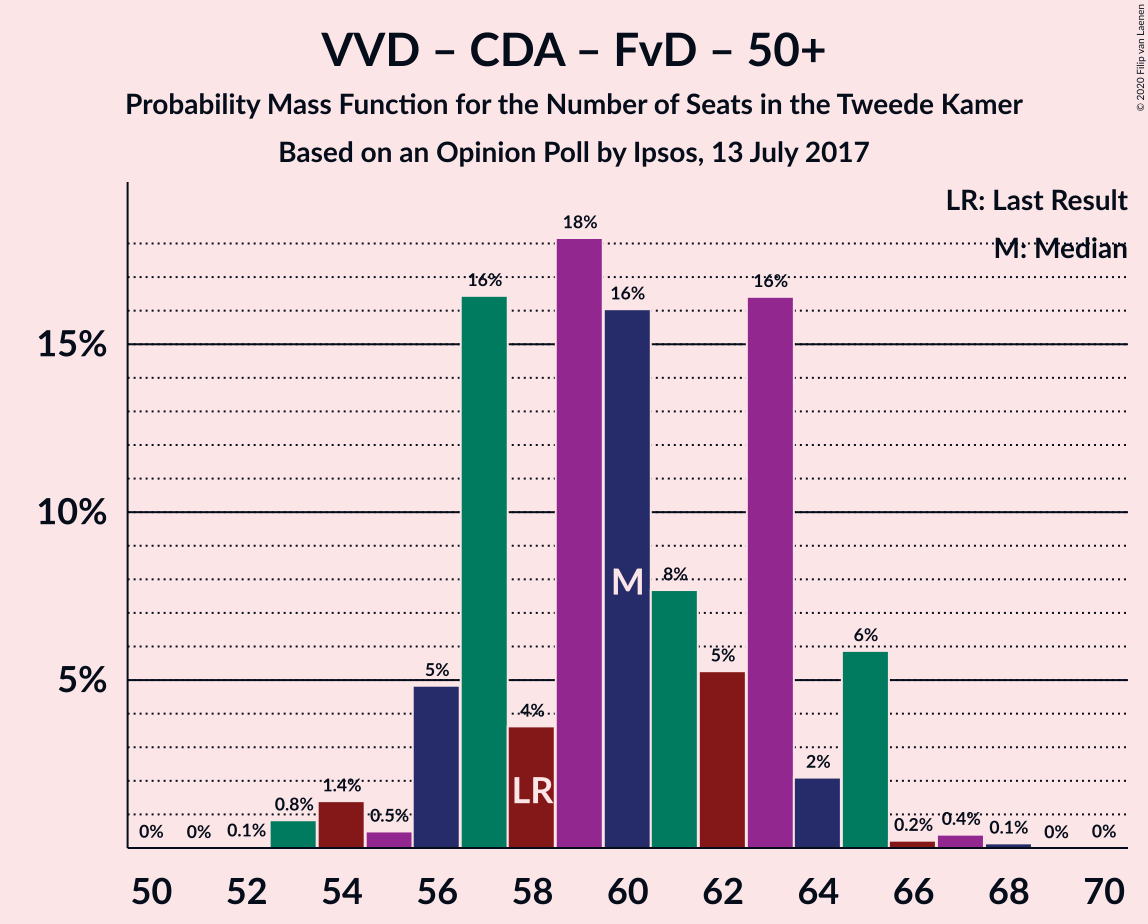 VVD – CDA – FvD – 50+
Probability Mass Function for the Number of Seats in the Tweede Kamer
Based on an Opinion Poll by Ipsos, 13 July 2017
© 2020 Filip van Laenen
LR: Last Result
M: Median
15%
10%
5%
0% 0% 0.1% 0.8% 1.4% 0.5% 5% 16% 4% 18% 16% 8% 5% 16% 2% 6% 0.2% 0.4% 0.1% 0% 0%
LR M
50 52 54 56 58 60 62 64 66 68 70